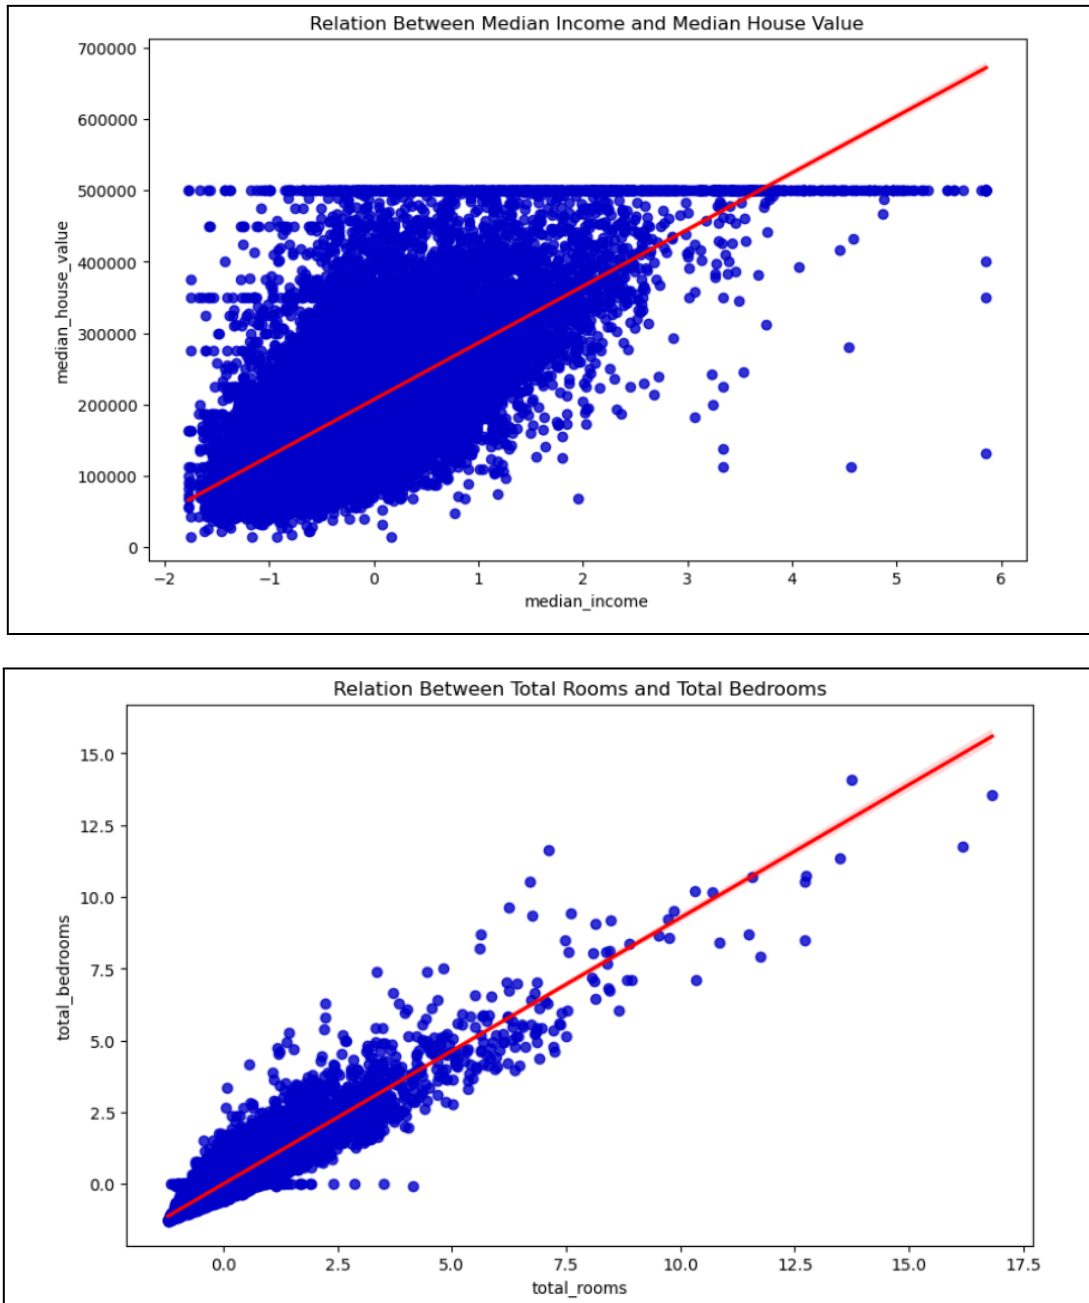 Relation Between Median Income and Median House Value
700000
600000
500000
400000
300000
200000
100000
0
median_house_value
−2 −1 0 1 2 3 4 5 6
median_income
Relation Between Total Rooms and Total Bedrooms
15.0
12.5
10.0
7.5
5.0
2.5
0.0
total_bedrooms
0.0 2.5 5.0 7.5 10.0 12.5 15.0 17.5
total_rooms